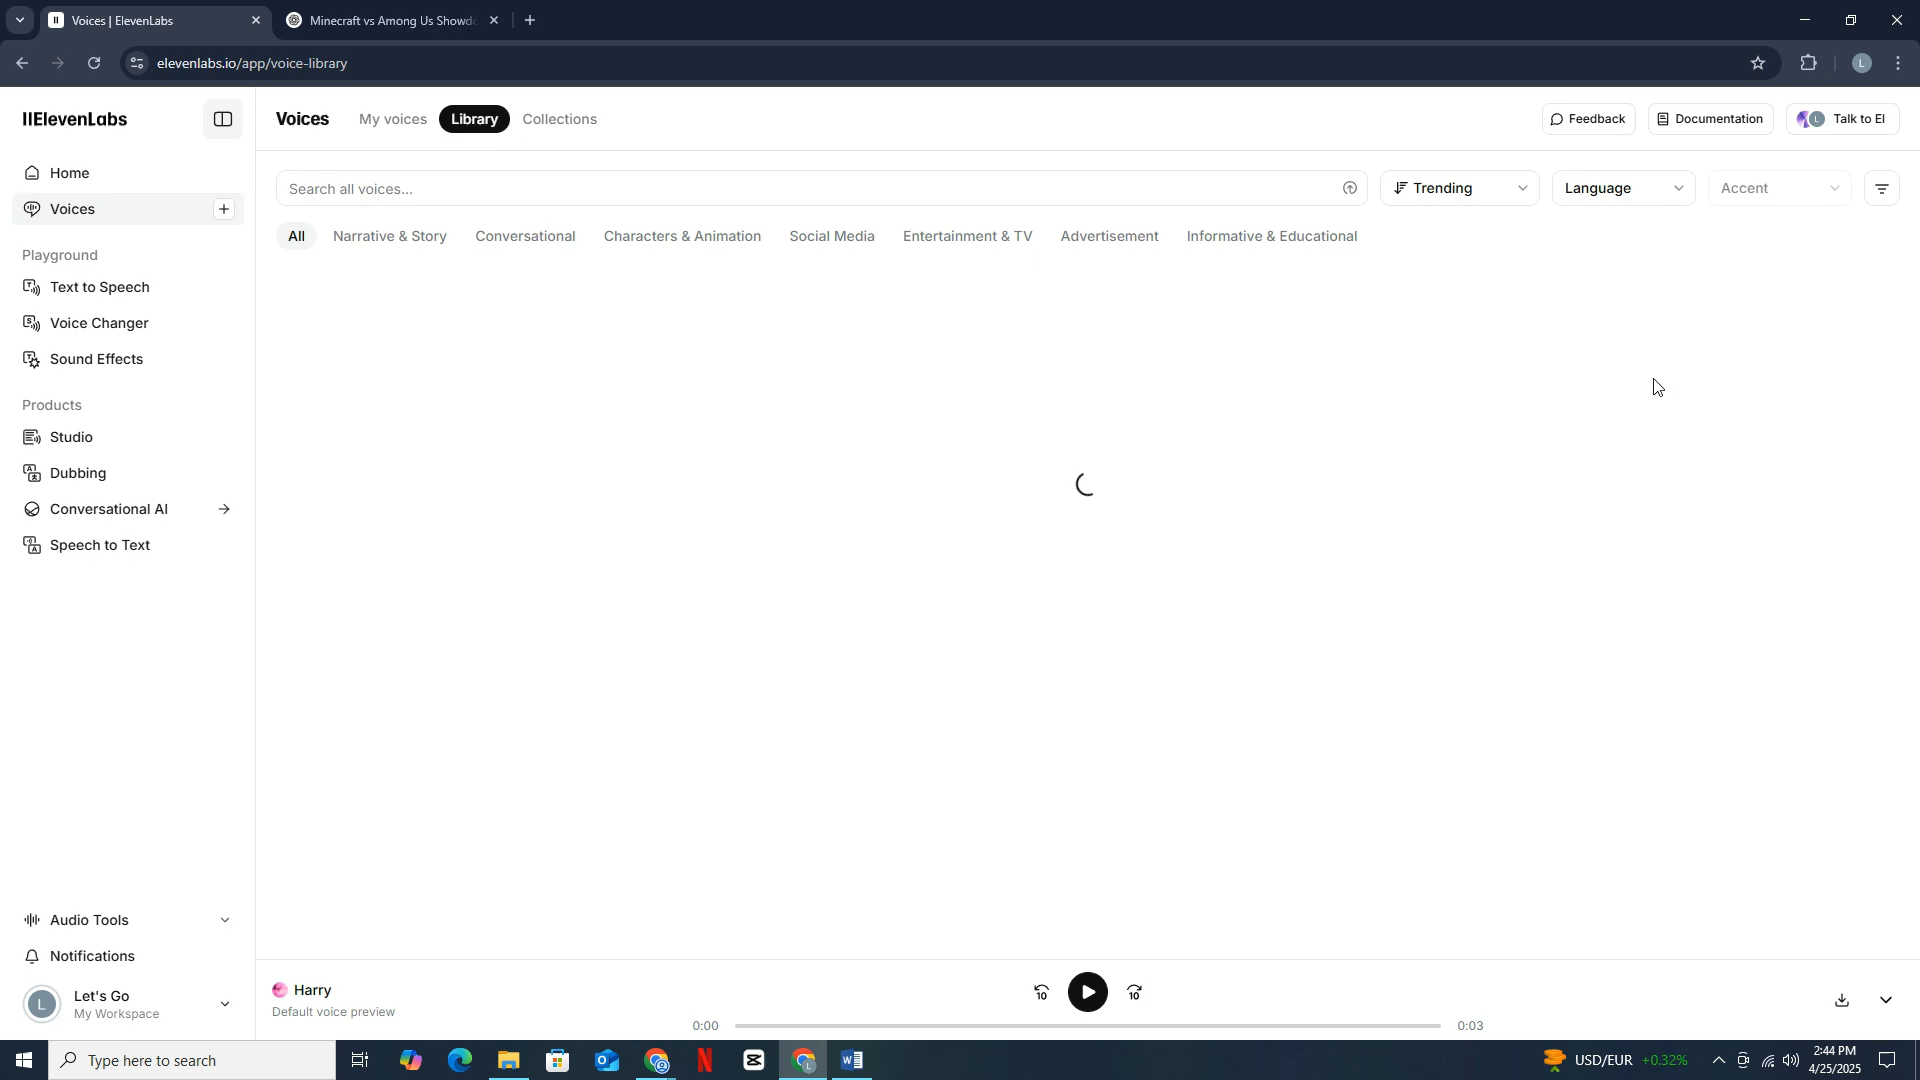 Voices | ElevenLabs
Minecraft vs Among Us Showd
elevenlabs.io/app/voice-library
L
IIElevenLabs
Home
Voices
Playground
Text to Speech
Voice Changer
Sound Effects
Products
Studio
Dubbing
Conversational AI
Speech to Text
Audio Tools
Notifications
L
Let's Go
My Workspace
Voices
My voices
Library
Collections
Feedback
Documentation
L
Talk to El
Search all voices...
Trending
Language
Accent
All
Narrative & Story
Conversational
Characters & Animation
Social Media
Entertainment & TV
Advertisement
Informative & Educational
Harry
Default voice preview
10
10
0:00
0:03
Type here to search
USD/EUR +0.32%
2:44 PM
4/25/2025